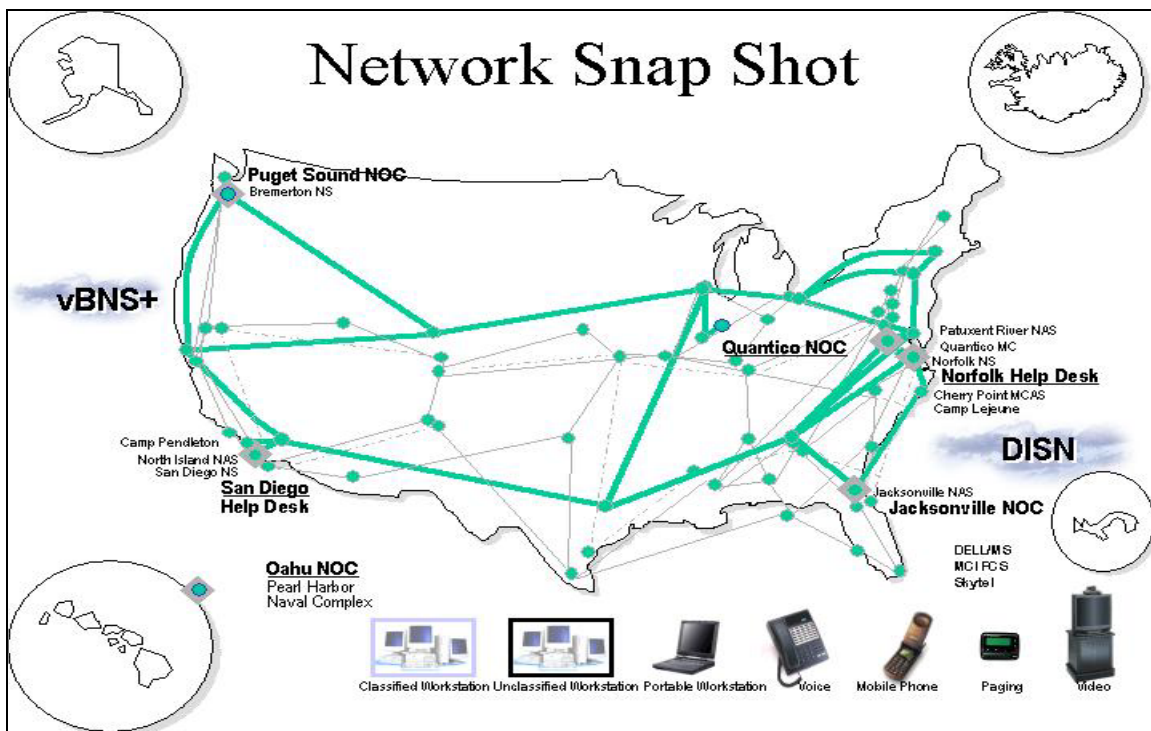 Network Snap Shot
Puget Sound NOC
Bremerton NS
vBNS+
Quantico NOC
Patuxent River NAS
Quantico MC
Norfolk NS
Norfolk Help Desk
Cherry Point MCAS
Camp Lejeune
Camp Pendleton
North Island NAS
San Diego NS
San Diego
Help Desk
DISN
Jacksonville NAS
Jacksonville NOC
Oahu NOC
Pearl Harbor
Naval Complex
DELL/MS
MCI FCS
Skytel
Classified Workstation
Unclassified Workstation
Portable Workstation
Voice
Mobile Phone
Paging
Video